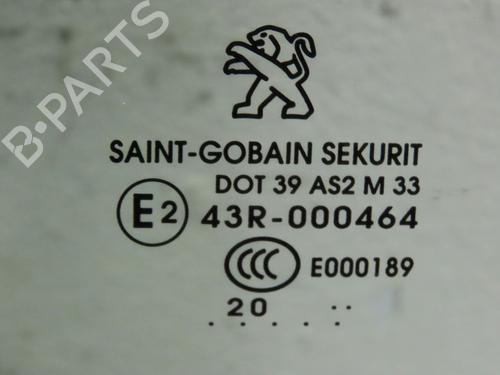 B-PARTS
SAINT-GOBAIN SEKURIT
DOT 39 AS2 M 33
E2 43R-000464
CCC E000189
20